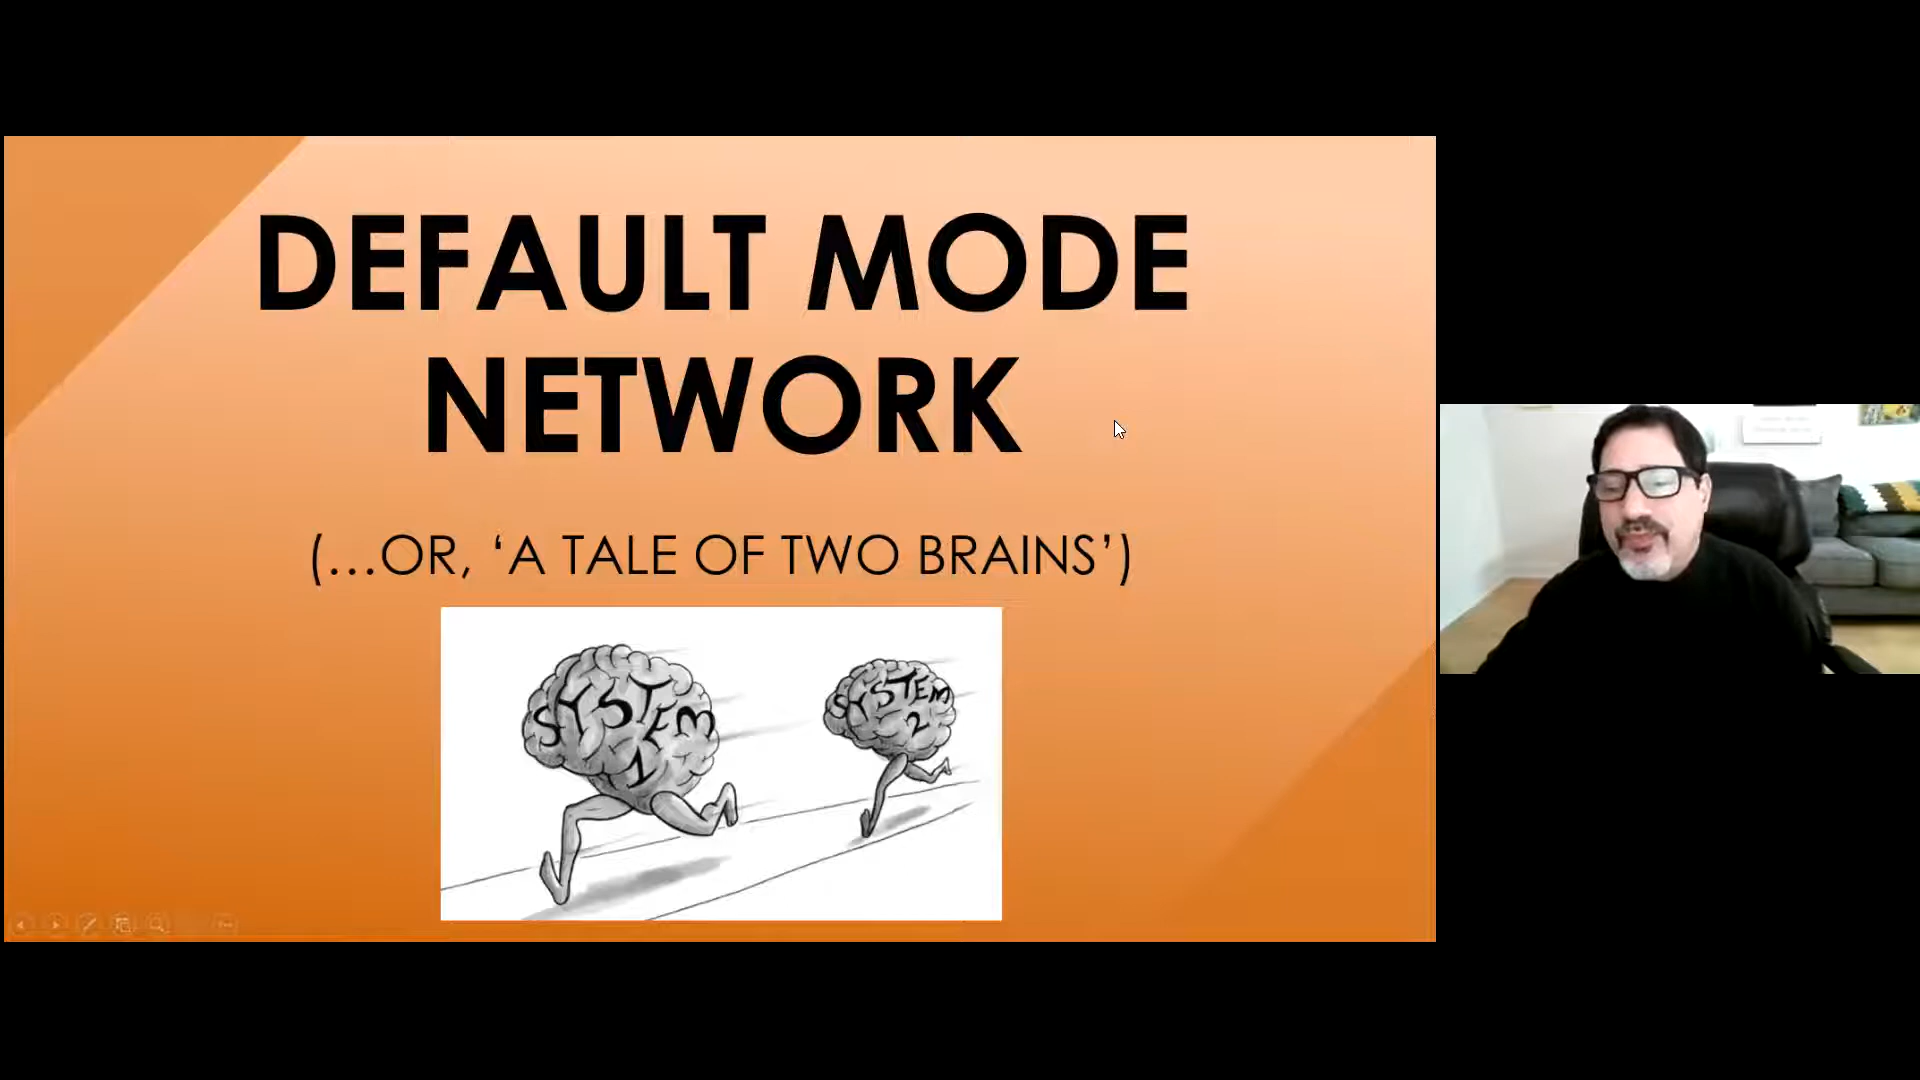 DEFAULT MODE
NETWORK
(...OR, ‘A TALE OF TWO BRAINS’)
SYSTEM
1
SYSTEM
2